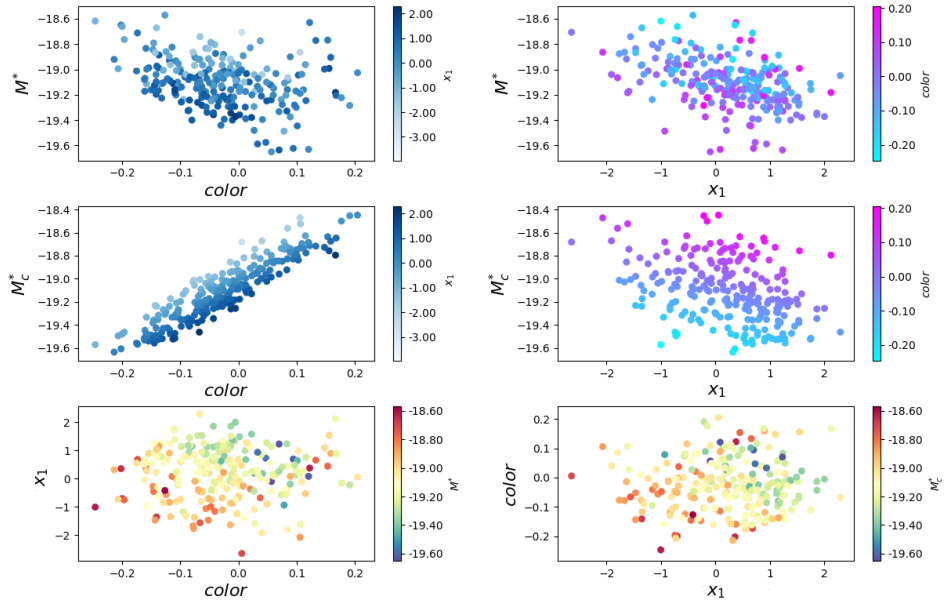 −18.6
−18.8
−19.0
−19.2
−19.4
−19.6
M*
−0.2 −0.1 0.0 0.1 0.2
color
2.00
1.00
0.00
−1.00
−2.00
−3.00
x₁
−18.6
−18.8
−19.0
−19.2
−19.4
−19.6
M*
−2 −1 0 1 2
x₁
0.20
0.10
0.00
−0.10
−0.20
color
−18.4
−18.6
−18.8
−19.0
−19.2
−19.4
−19.6
M*c
−0.2 −0.1 0.0 0.1 0.2
color
2.00
1.00
0.00
−1.00
−2.00
−3.00
x₁
−18.4
−18.6
−18.8
−19.0
−19.2
−19.4
−19.6
M*c
−2 −1 0 1 2
x₁
0.20
0.10
0.00
−0.10
−0.20
color
2
1
0
−1
−2
x₁
−0.2 −0.1 0.0 0.1 0.2
color
−18.60
−18.80
−19.00
−19.20
−19.40
−19.60
M*
0.2
0.1
0.0
−0.1
−0.2
color
−2 −1 0 1 2
x₁
−18.60
−18.80
−19.00
−19.20
−19.40
−19.60
M*c